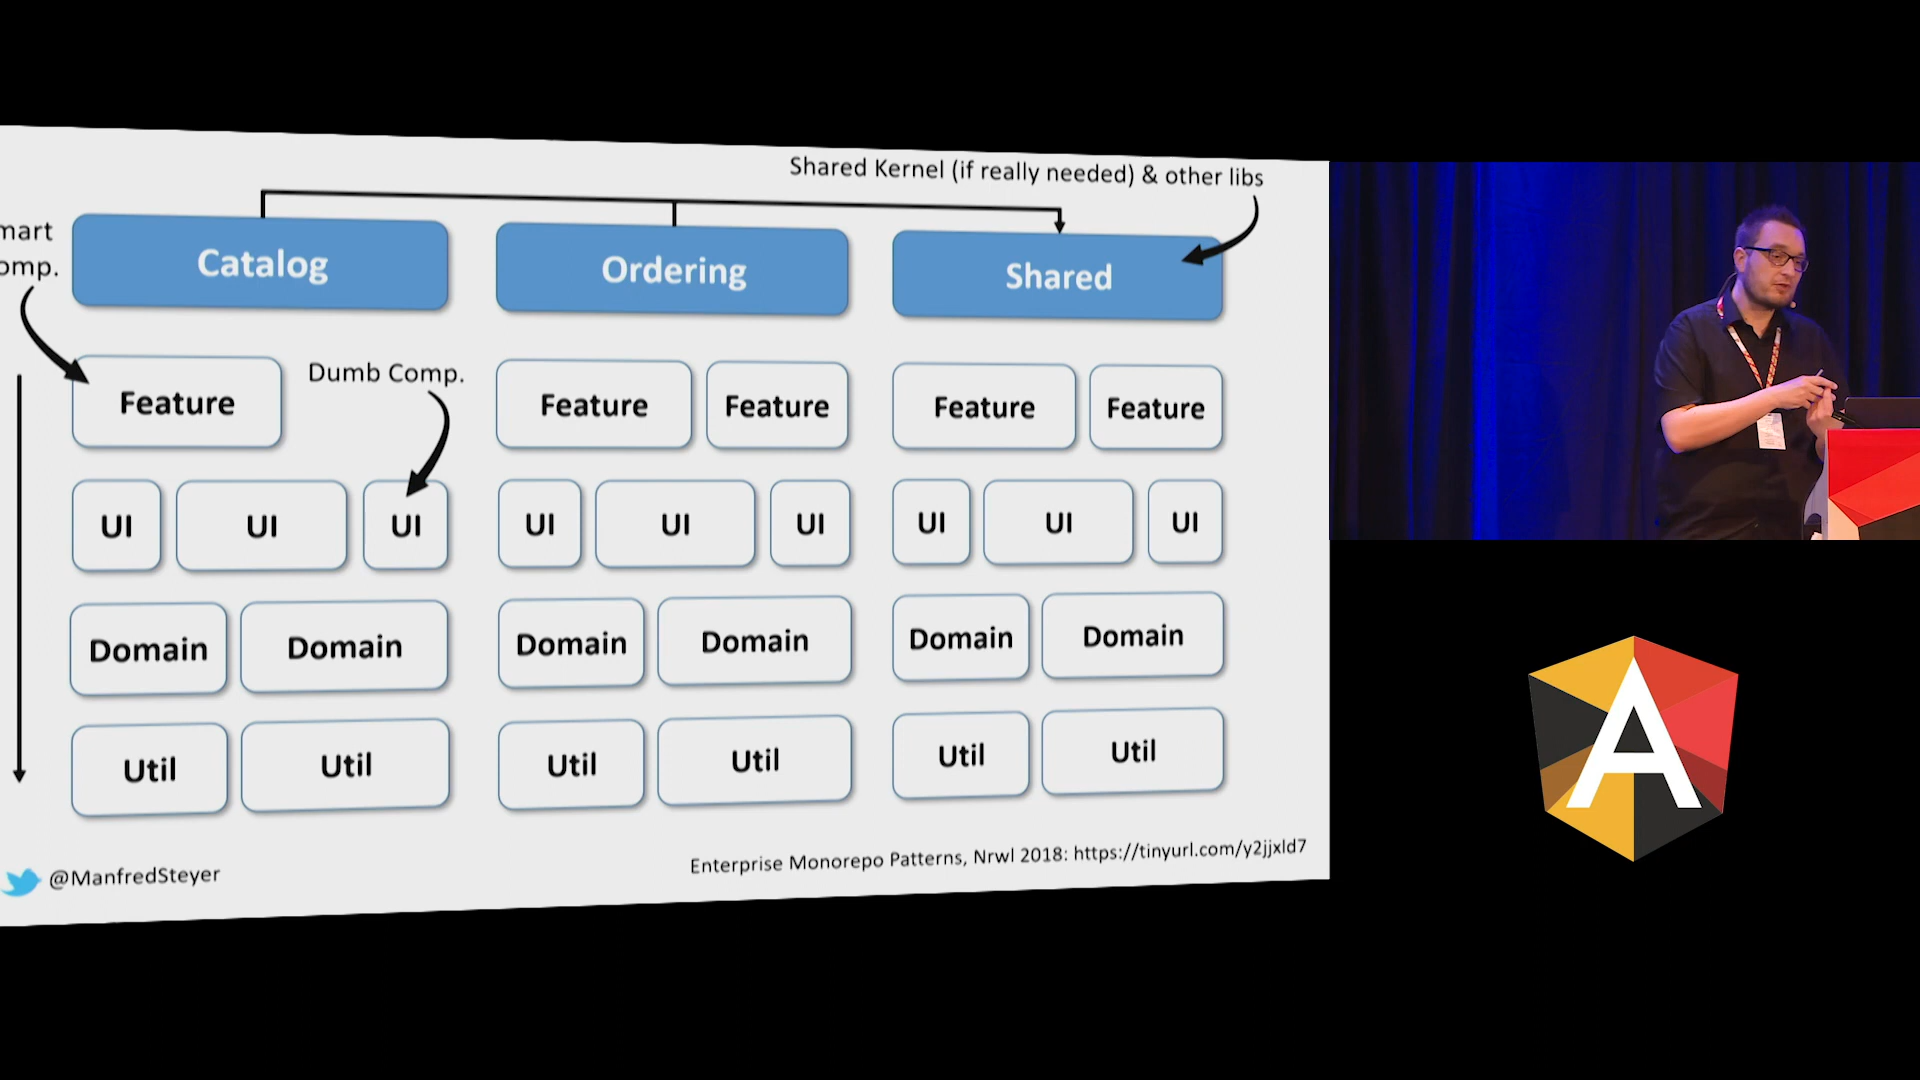 Shared Kernel (if really needed) & other libs
mart
omp.
Catalog
Ordering
Shared
Feature
Dumb Comp.
Feature
Feature
Feature
Feature
UI
UI
UI
UI
UI
UI
UI
UI
UI
Domain
Domain
Domain
Domain
Domain
Domain
Util
Util
Util
Util
Util
Util
@ManfredSteyer
Enterprise Monorepo Patterns, Nrwl 2018: https://tinyurl.com/y2jjxld7
A